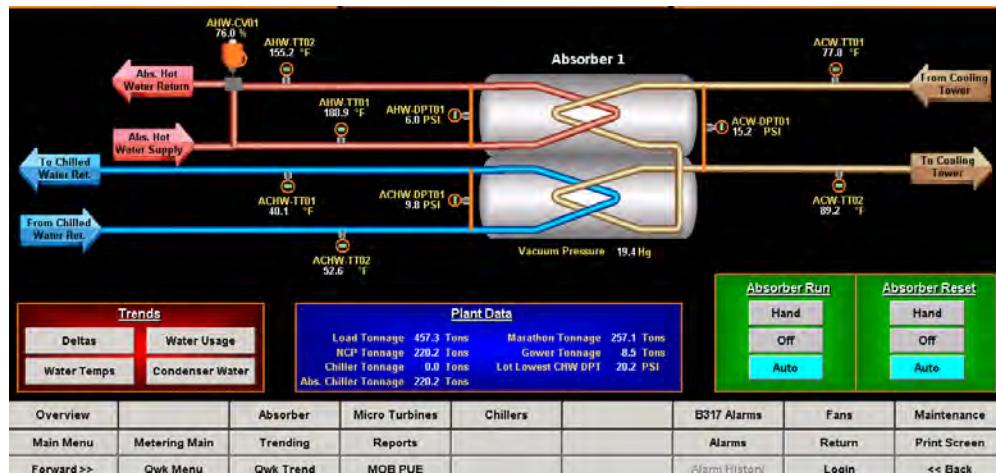 AHW-CV01
76.0 %
AHW-TT02
155.2 °F
Absorber 1
ACW-TT01
77.8 °F
Abs. Hot
Water Return
From Cooling
Tower
AHW-TT01
188.9 °F
AHW-DPT01
6.0 PSI
ACW-DPT01
15.2 PSI
Abs. Hot
Water Supply
To Chilled
Water Ret.
To Cooling
Tower
ACHW-TT01
40.1 °F
ACHW-DPT01
9.8 PSI
ACW-TT02
89.2 °F
From Chilled
Water Ret.
ACHW-TT02
52.6 °F
Vacuum Pressure 19.4 Hg
Absorber Run
Absorber Reset
Hand
Hand
Off
Off
Auto
Auto
Trends
Deltas
Water Usage
Water Temps
Condenser Water
Plant Data
Load Tonnage 457.3 Tons
Marathon Tonnage 257.1 Tons
NCP Tonnage 220.2 Tons
Gower Tonnage 8.5 Tons
Chiller Tonnage 0.0 Tons
Lot Lowest CHW DPT 20.2 PSI
Abs. Chiller Tonnage 220.2 Tons
Overview
Absorber
Micro Turbines
Chillers
B317 Alarms
Fans
Maintenance
Main Menu
Metering Main
Trending
Reports
Alarms
Return
Print Screen
Forward >>
Qwk Menu
Qwk Trend
MOB PUE
Alarm History
Login
<< Back